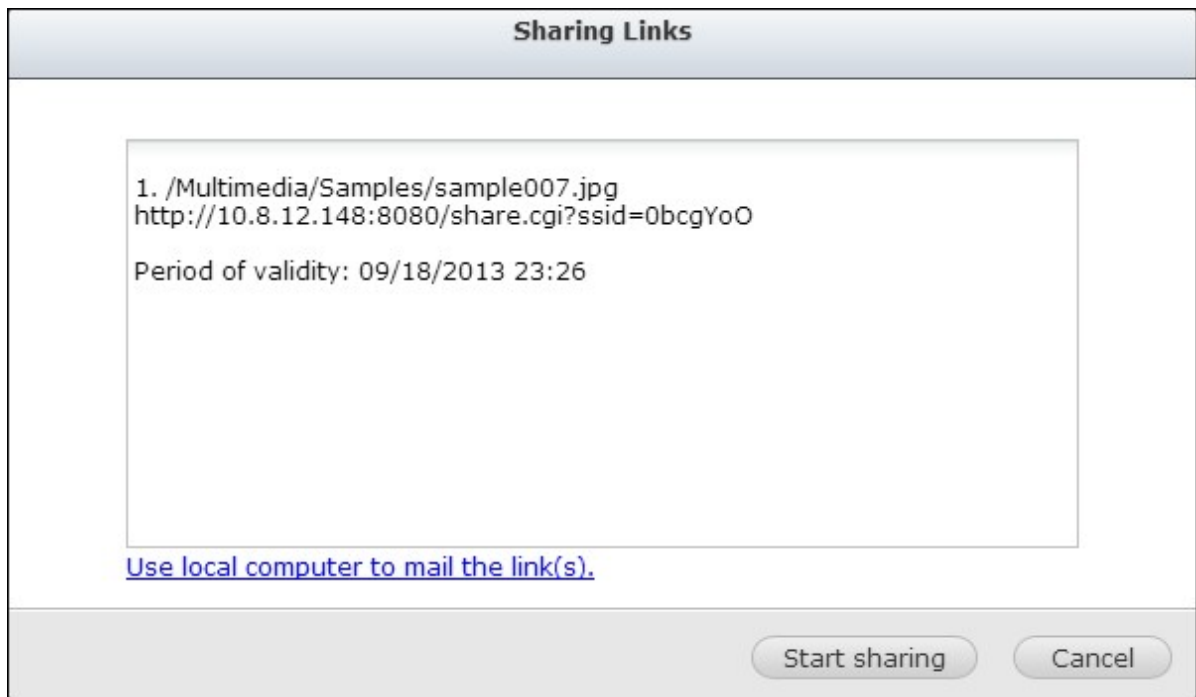 Sharing Links
1. /Multimedia/Samples/sample007.jpg
http://10.8.12.148:8080/share.cgi?ssid=0bcgYoO
Period of validity: 09/18/2013 23:26
Use local computer to mail the link(s).
Start sharing
Cancel